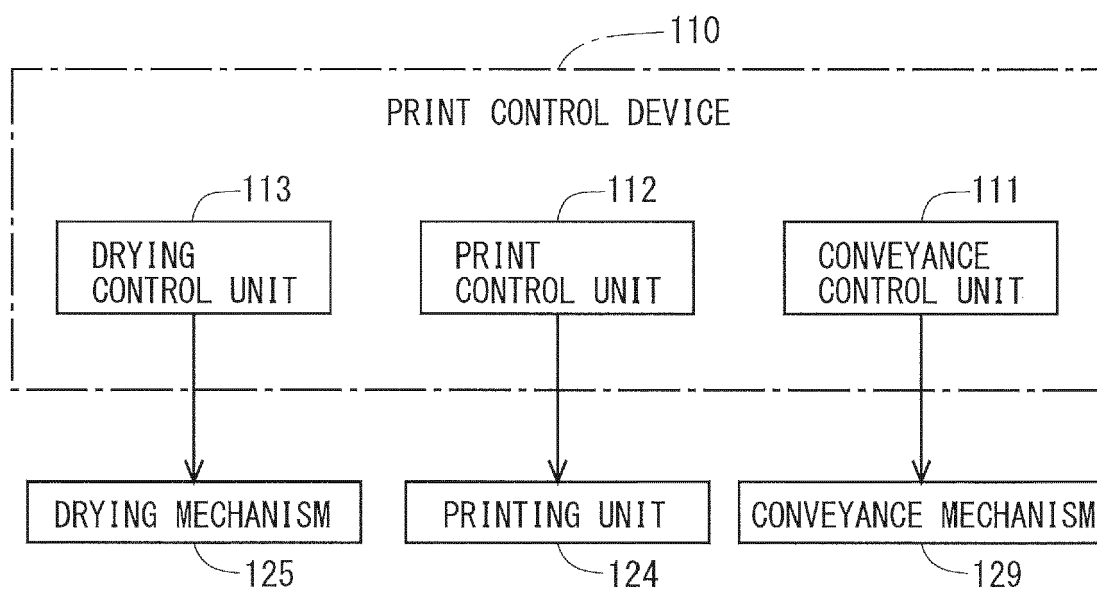 110
PRINT CONTROL DEVICE
113
112
111
DRYING
CONTROL UNIT
PRINT
CONTROL UNIT
CONVEYANCE
CONTROL UNIT
DRYING MECHANISM
PRINTING UNIT
CONVEYANCE MECHANISM
125
124
129